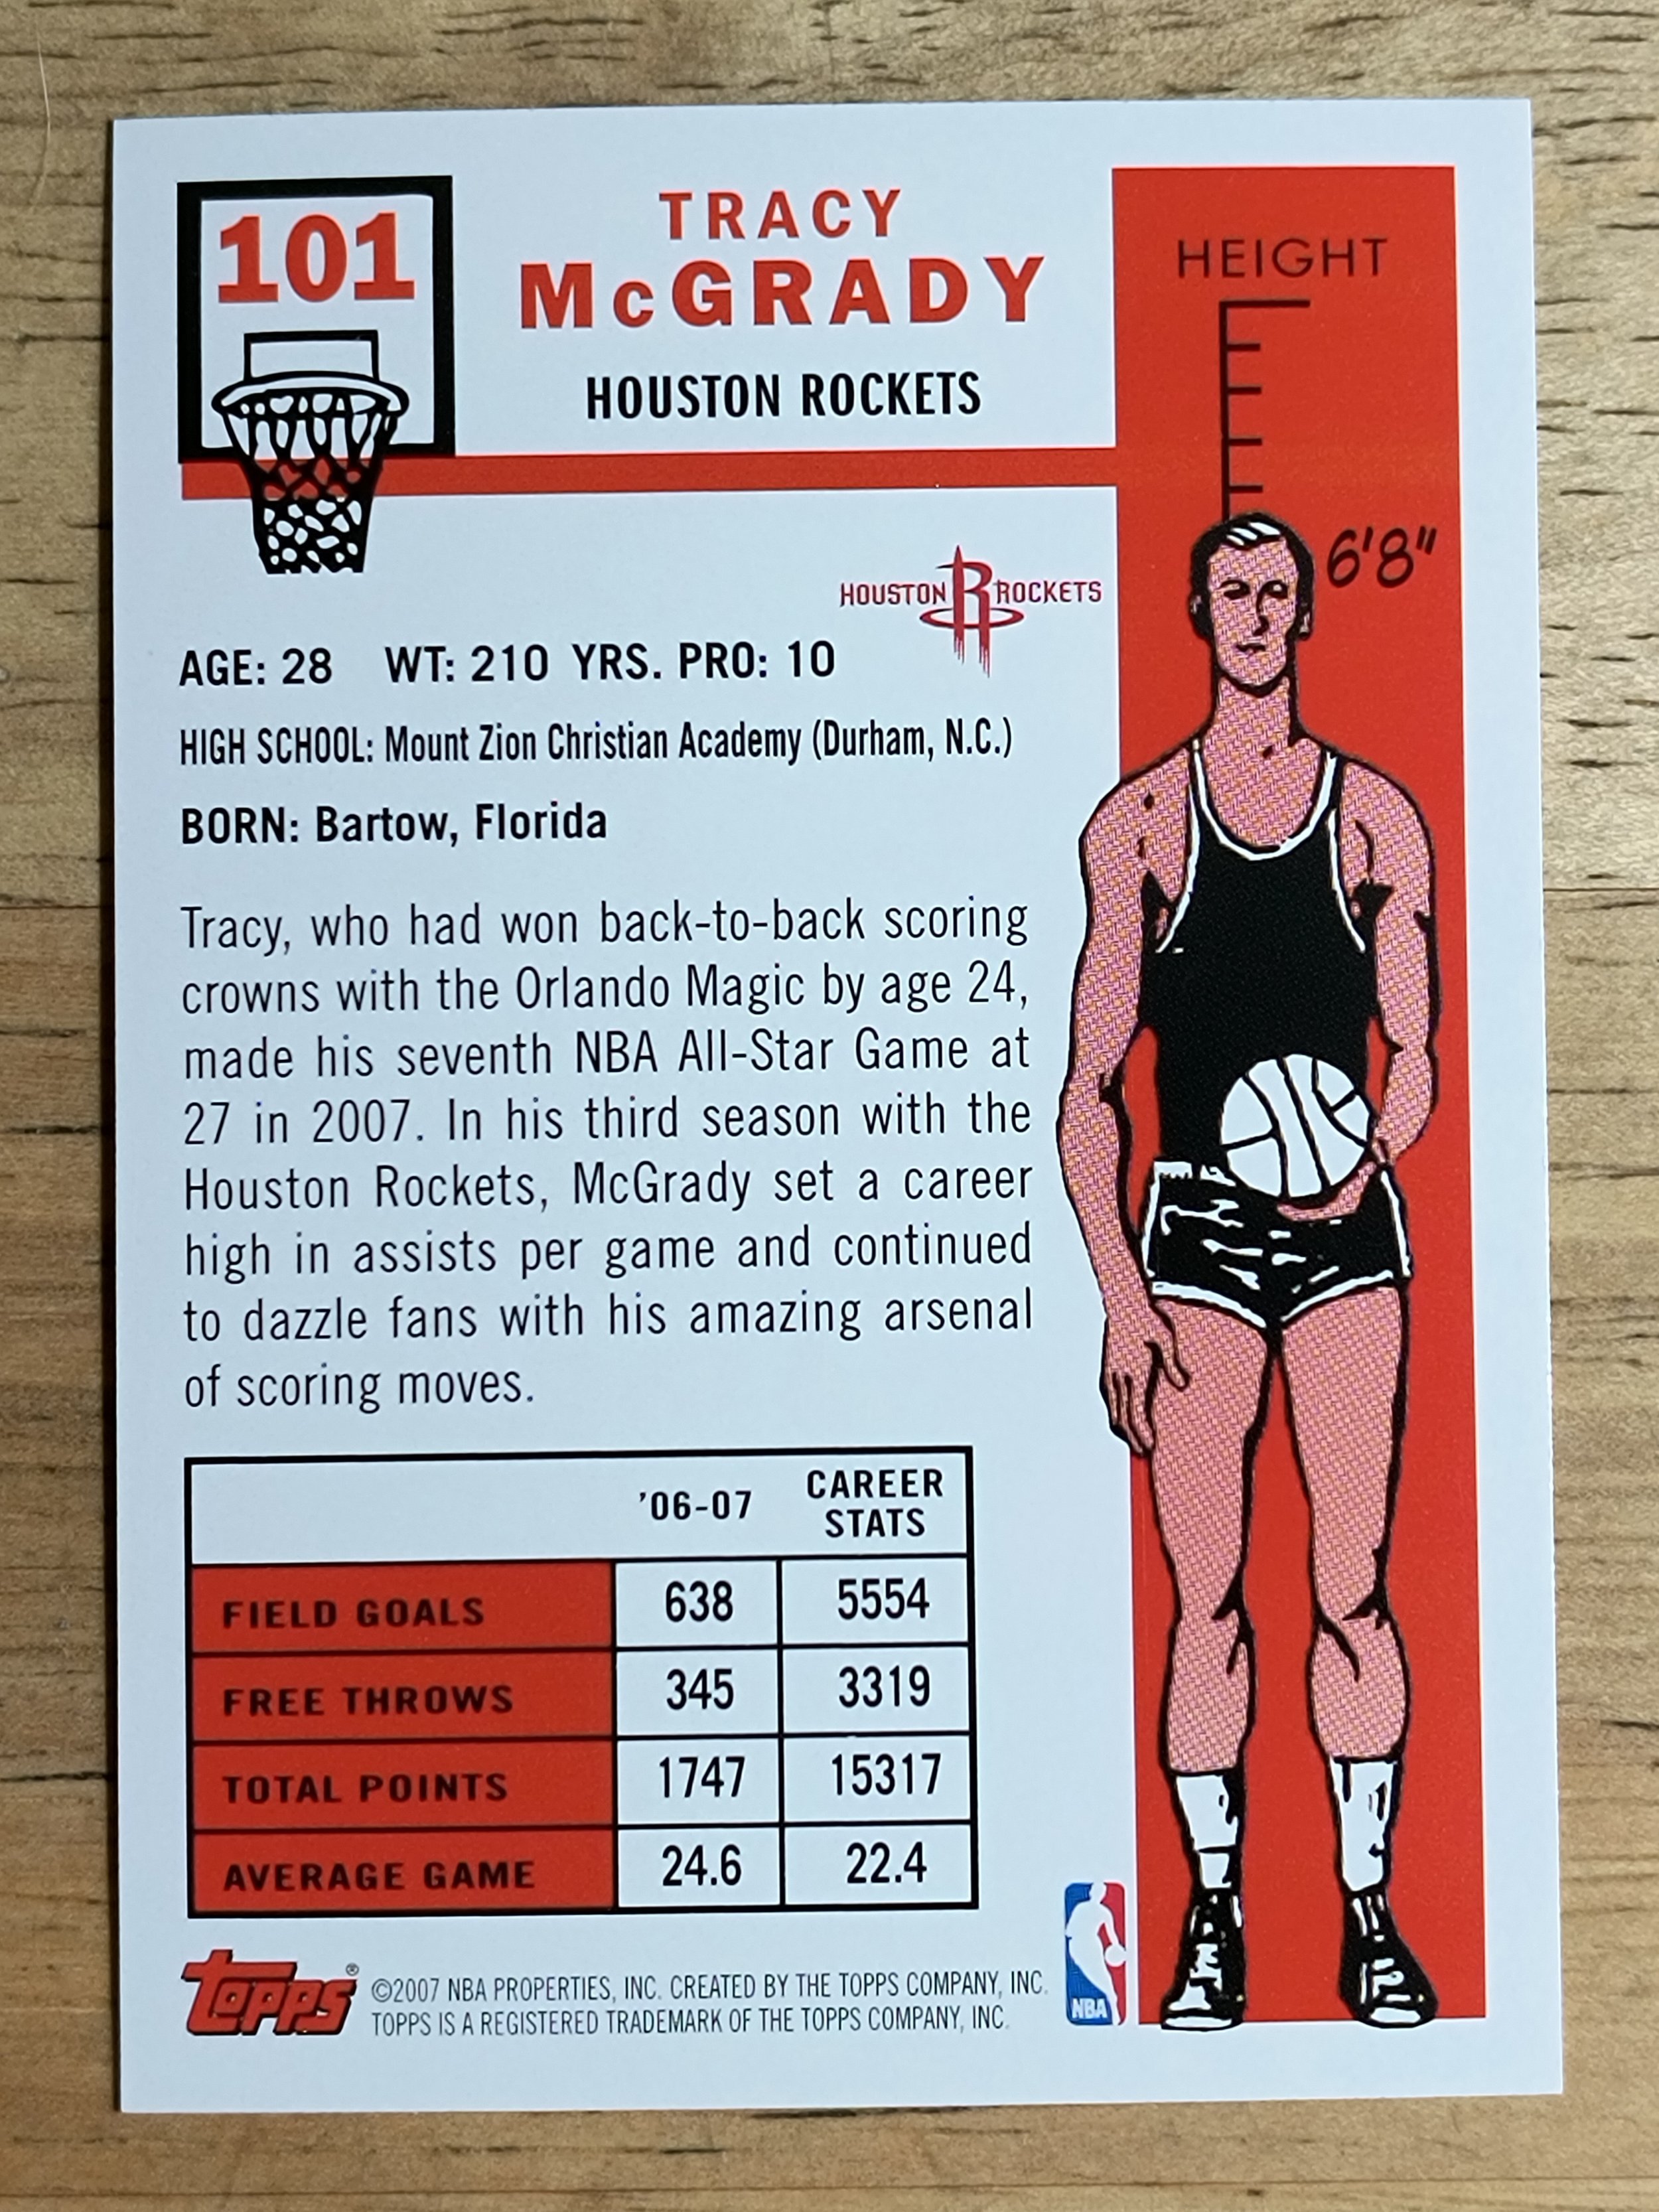 101
TRACY
McGRADY
HOUSTON ROCKETS
HEIGHT
6'8"
HOUSTON R ROCKETS
AGE: 28 WT: 210 YRS. PRO: 10
HIGH SCHOOL: Mount Zion Christian Academy (Durham, N.C.)
BORN: Bartow, Florida
Tracy, who had won back-to-back scoring
crowns with the Orlando Magic by age 24,
made his seventh NBA All-Star Game at
27 in 2007. In his third season with the
Houston Rockets, McGrady set a career
high in assists per game and continued
to dazzle fans with his amazing arsenal
of scoring moves.
'06-07 CAREER STATS
FIELD GOALS 638 5554
FREE THROWS 345 3319
TOTAL POINTS 1747 15317
AVERAGE GAME 24.6 22.4
topps® ©2007 NBA PROPERTIES, INC. CREATED BY THE TOPPS COMPANY, INC.
TOPPS IS A REGISTERED TRADEMARK OF THE TOPPS COMPANY, INC.
NBA